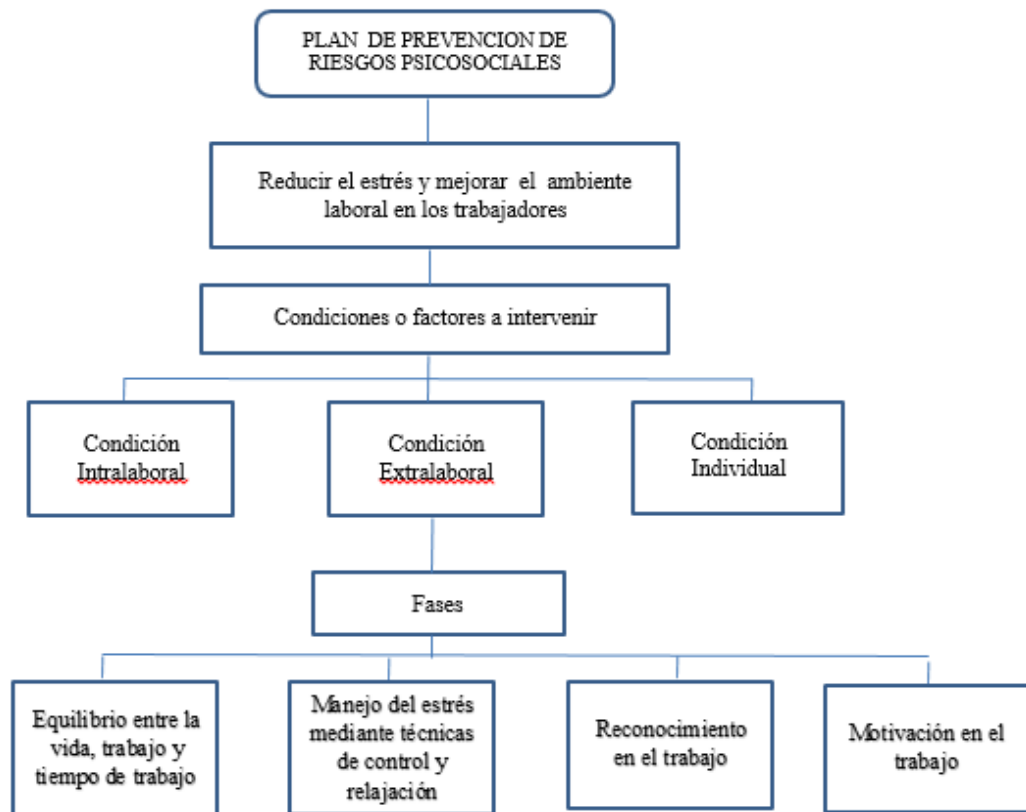 PLAN DE PREVENCION DE
RIESGOS PSICOSOCIALES
Reducir el estrés y mejorar el ambiente
laboral en los trabajadores
Condiciones o factores a intervenir
Condición
Intralaboral
Condición
Extralaboral
Condición
Individual
Fases
Equilibrio entre la
vida, trabajo y
tiempo de trabajo
Manejo del estrés
mediante técnicas
de control y
relajación
Reconocimiento
en el trabajo
Motivación en el
trabajo